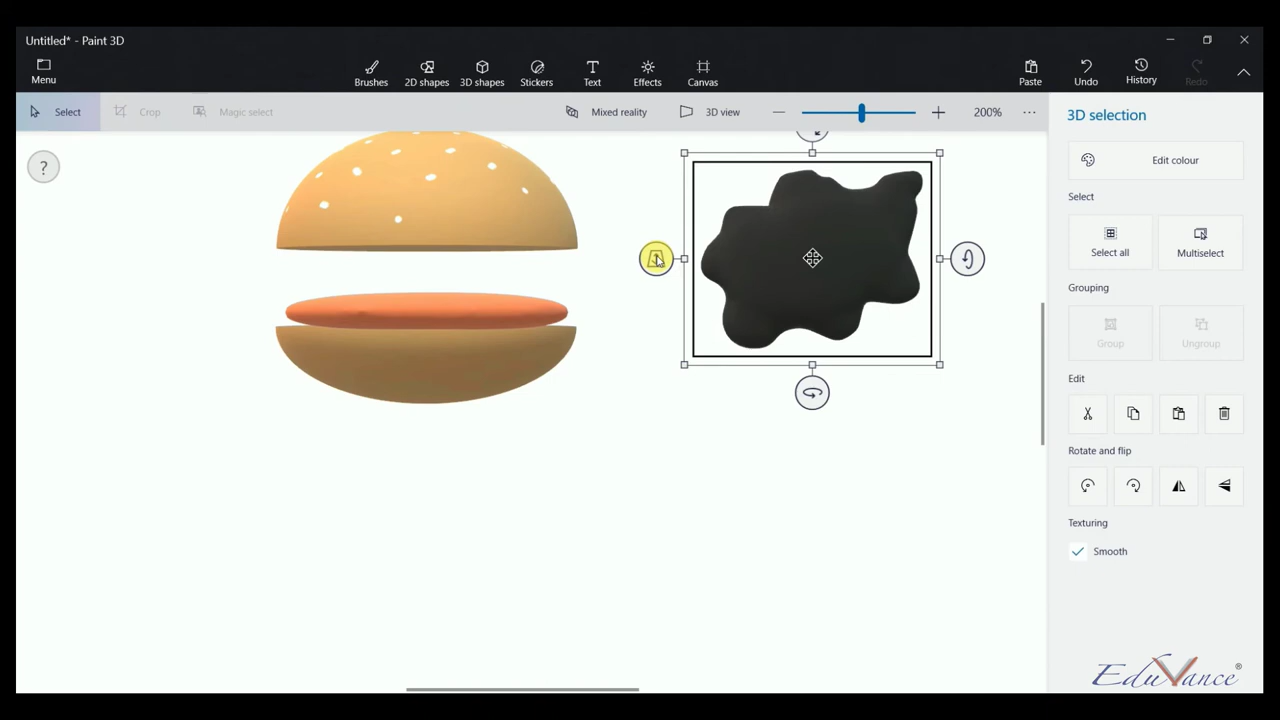 Untitled* - Paint 3D
Menu
Brushes
2D shapes
3D shapes
Stickers
Text
Effects
Canvas
Paste
Undo
History
Redo
Select
Crop
Magic select
Mixed reality
3D view
200%
?
3D selection
Edit colour
Select
Select all
Multiselect
Grouping
Group
Ungroup
Edit
Rotate and flip
Texturing
Smooth
EduVance®